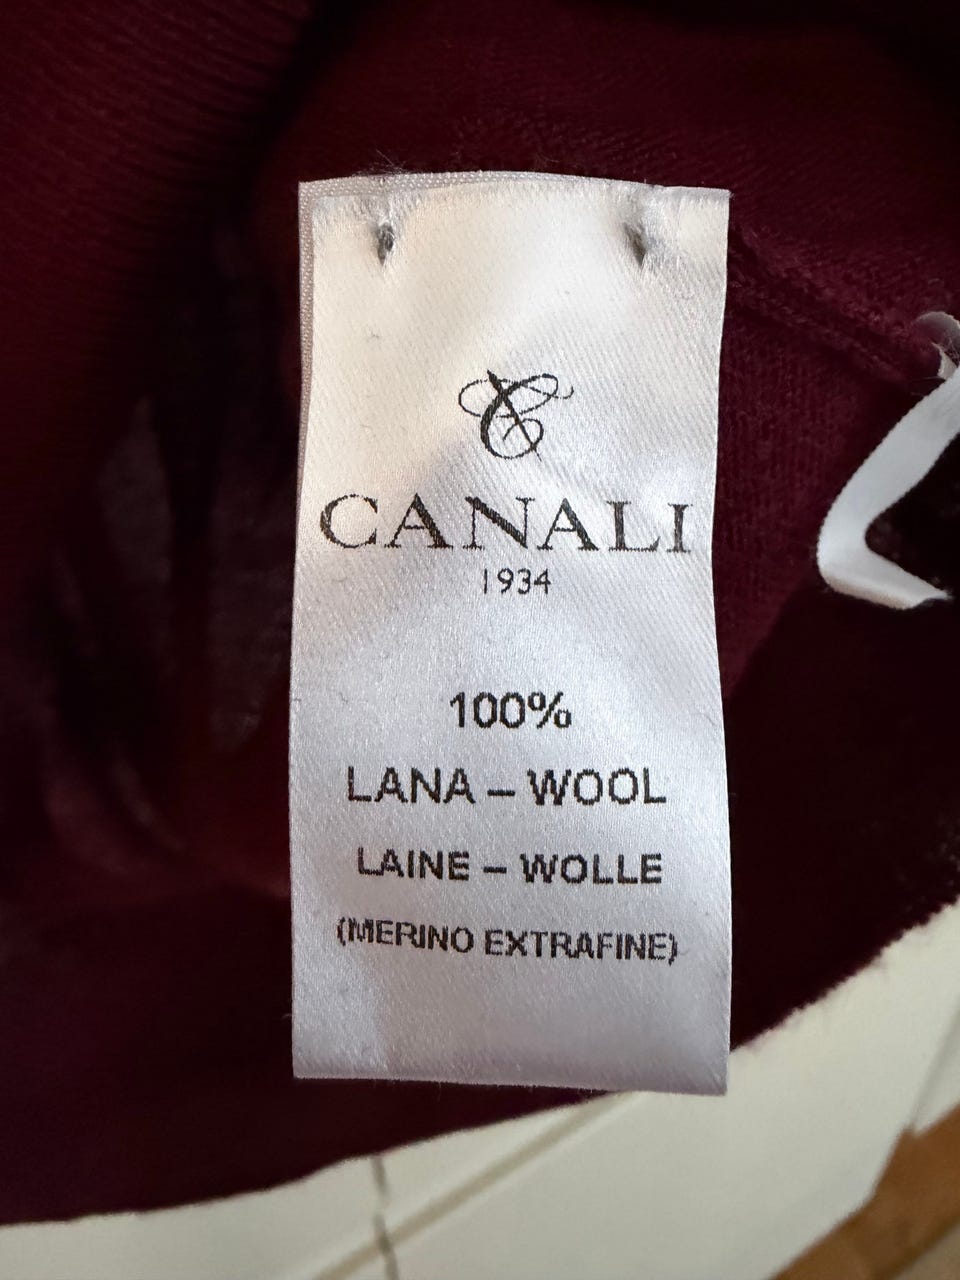 CANALI
1934
100%
LANA – WOOL
LAINE – WOLLE
(MERINO EXTRAFINE)